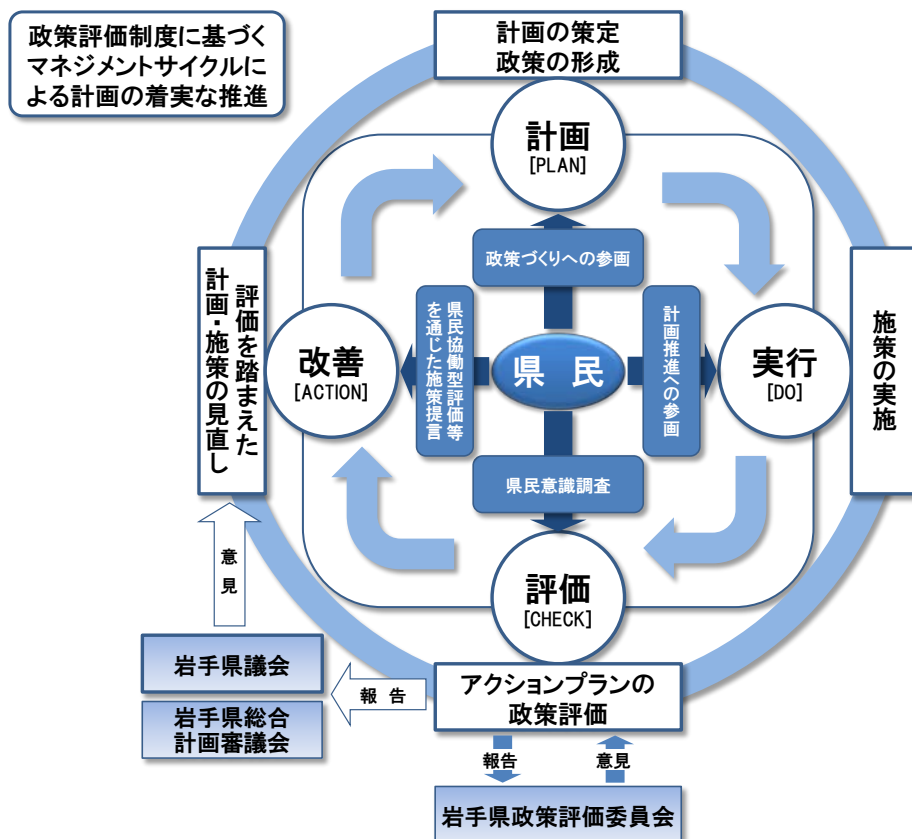 政策評価制度に基づく
マネジメントサイクルに
よる計画の着実な推進
計画の策定
政策の形成
計画
[PLAN]
政策づくりへの参画
評価を踏まえた
計画・施策の見直し
改善
[ACTION]
県民協働型評価等
を通じた施策提言
県 民
計画推進への参画
実行
[DO]
施策の実施
県民意識調査
評価
[CHECK]
意見
岩手県議会
岩手県総合
計画審議会
報 告
アクションプランの
政策評価
報告
意見
岩手県政策評価委員会